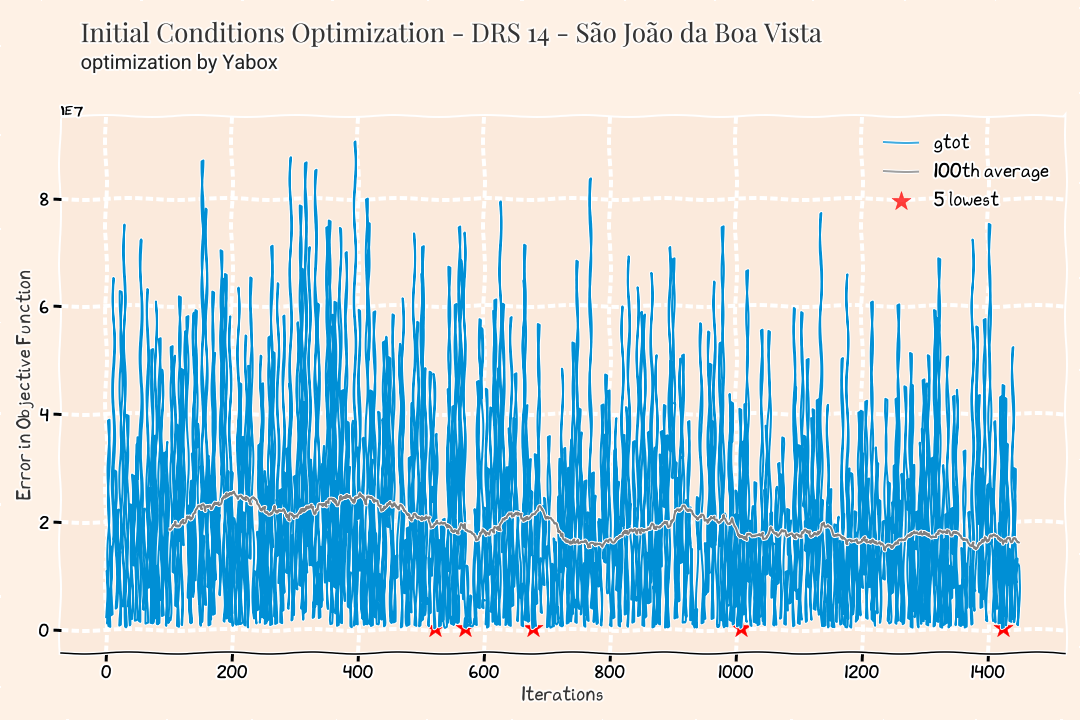 Initial Conditions Optimization - DRS 14 - São João da Boa Vista
optimization by Yabox
1E7
gtot
100th average
5 lowest
8
6
4
2
0
Error in Objective Function
0 200 400 600 800 1000 1200 1400
Iterations